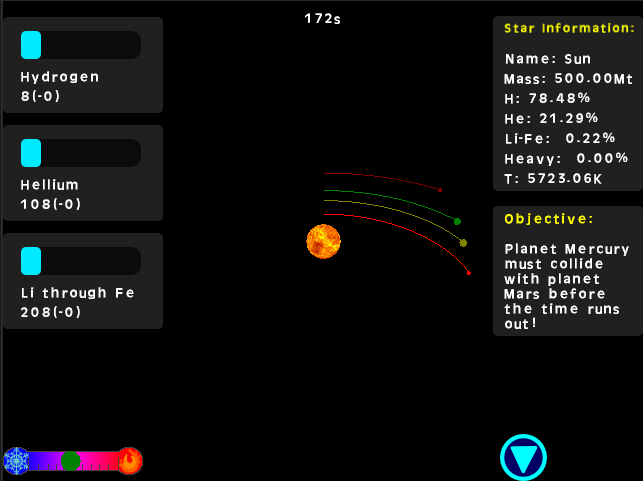 172s
Hydrogen
8(-0)
Hellium
108(-0)
Li through Fe
208(-0)
Star Information:
Name: Sun
Mass: 500.00Mt
H: 78.48%
He: 21.29%
Li-Fe: 0.22%
Heavy: 0.00%
T: 5723.06K
Objective:
Planet Mercury
must collide
with planet
Mars before
the time runs
out!